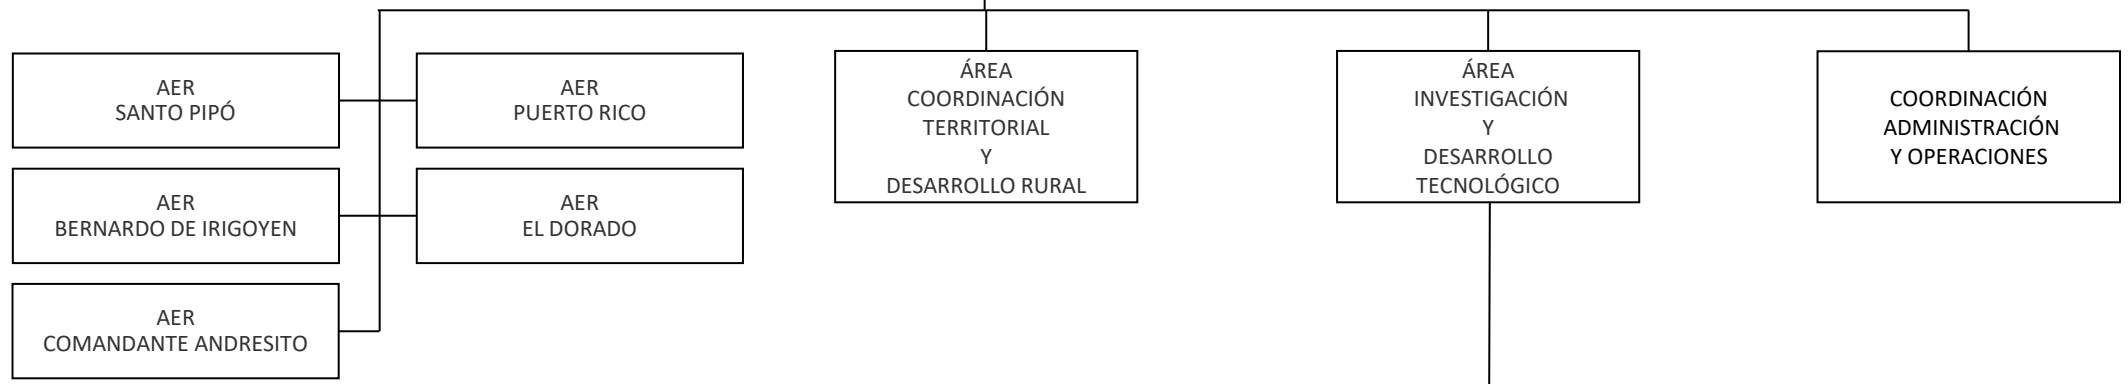 AER
SANTO PIPÓ
AER
PUERTO RICO
AER
BERNARDO DE IRIGOYEN
AER
EL DORADO
AER
COMANDANTE ANDRESITO
ÁREA
COORDINACIÓN
TERRITORIAL
Y
DESARROLLO RURAL
ÁREA
INVESTIGACIÓN
Y
DESARROLLO
TECNOLÓGICO
COORDINACIÓN
ADMINISTRACIÓN
Y OPERACIONES